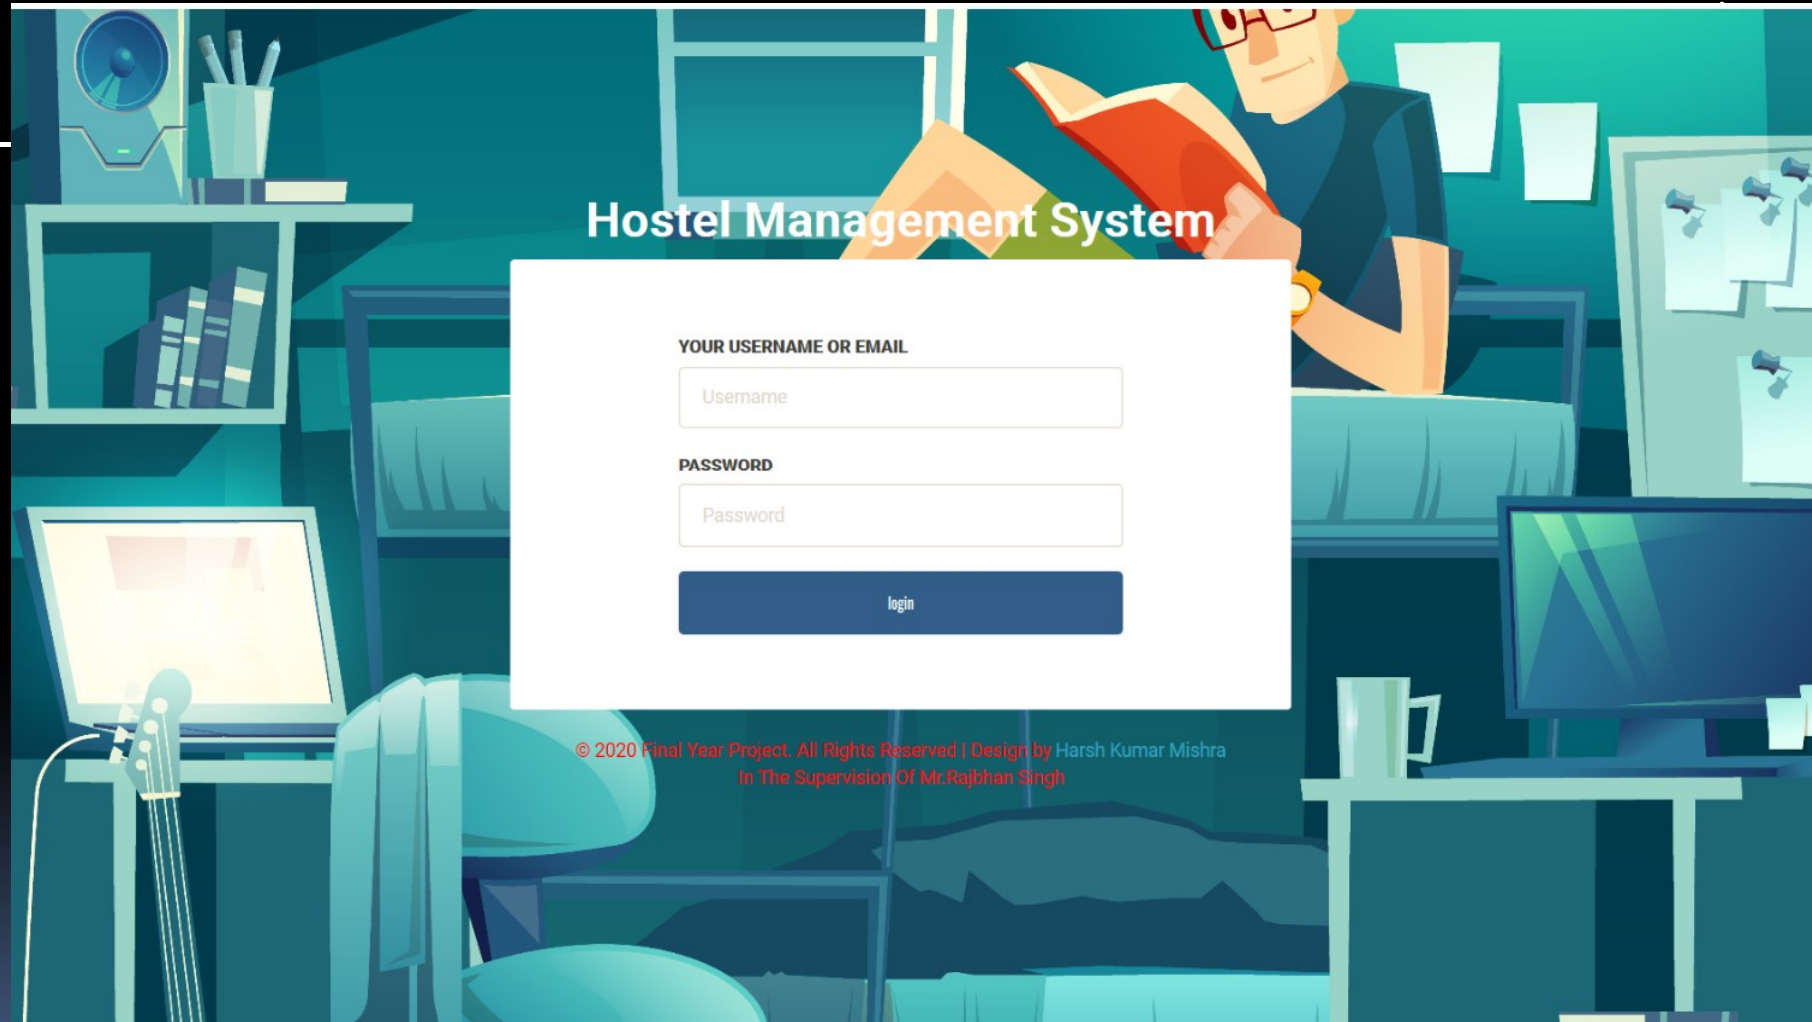 Hostel Management System
YOUR USERNAME OR EMAIL
Username
PASSWORD
Password
login
© 2020 Final Year Project. All Rights Reserved | Design by Harsh Kumar Mishra
In The Supervision Of Mr.Rajbhan Singh